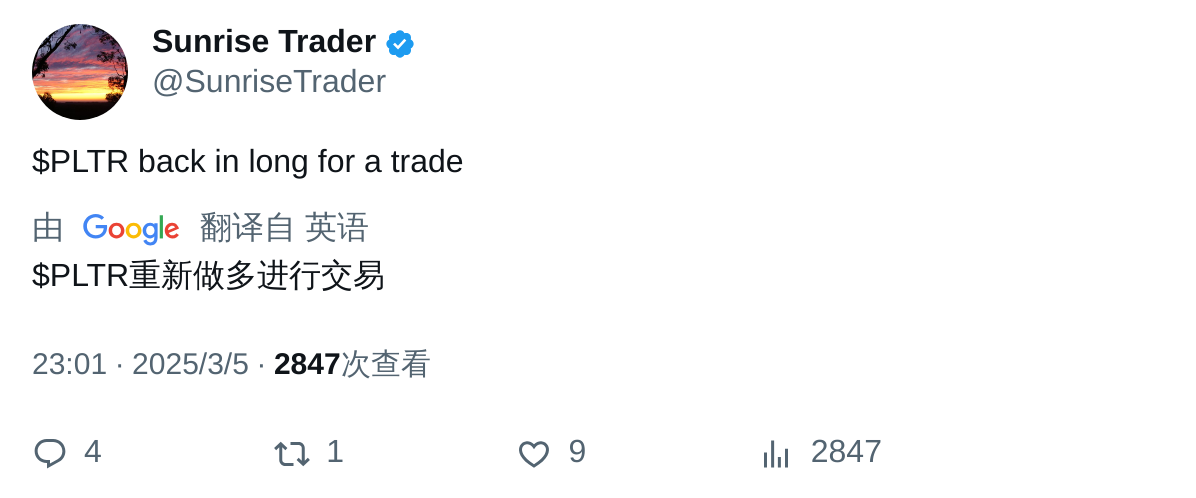 Sunrise Trader
@SunriseTrader
$PLTR back in long for a trade
由 Google 翻译自 英语
$PLTR重新做多进行交易
23:01 · 2025/3/5 · 2847次查看
4 1 9 2847